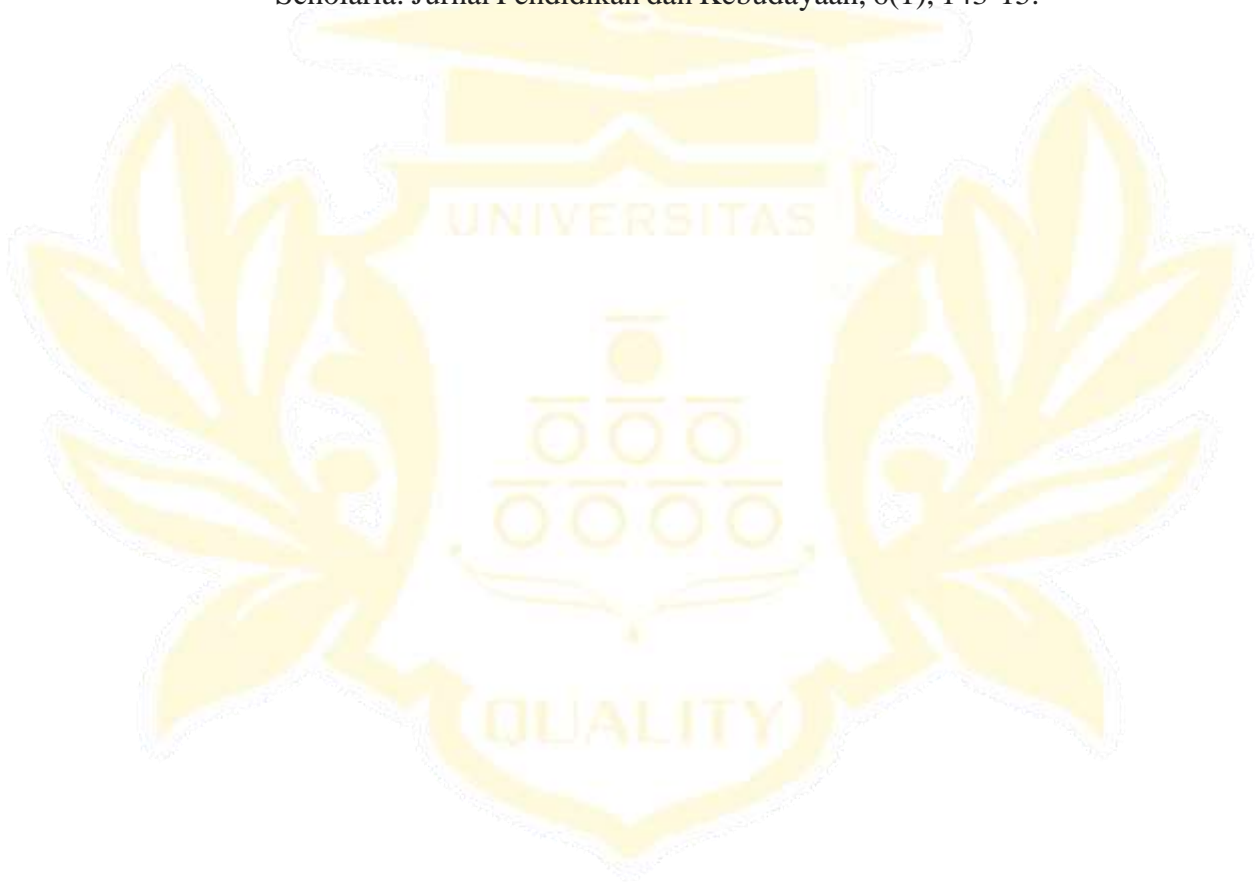 Scholaria: Jurnal Pendidikan dan Kebudayaan, 6(1), 143-15?
UNIVERSITAS
QUALITY